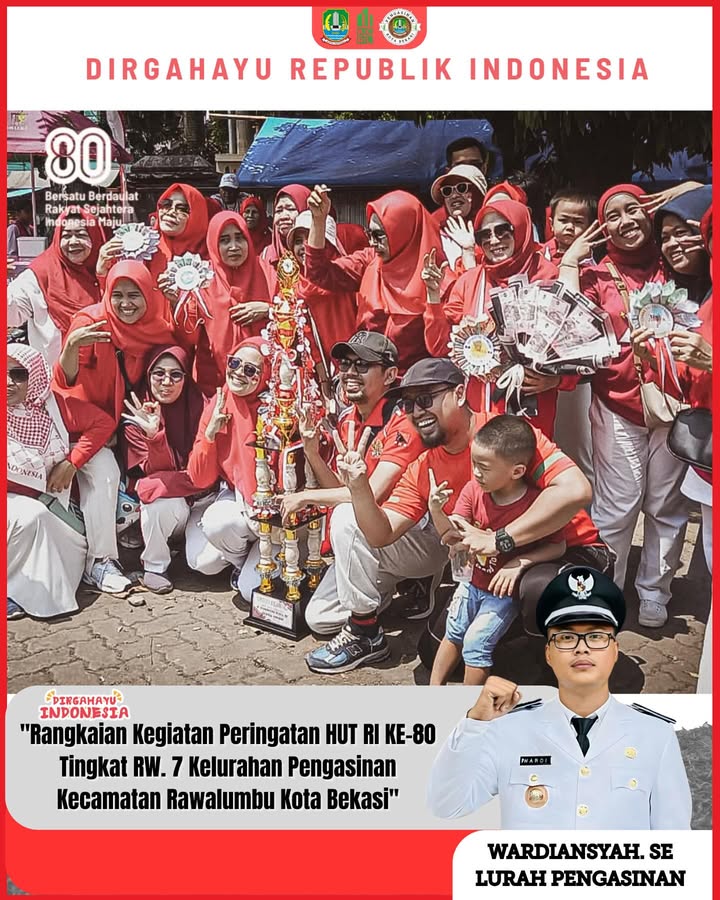 DIRGAHAYU REPUBLIK INDONESIA
80
Bersatu Berdaulat
Rakyat Sejahtera
Indonesia Maju
DIRGAHAYU
INDONESIA
"Rangkaian Kegiatan Peringatan HUT RI KE-80
Tingkat RW. 7 Kelurahan Pengasinan
Kecamatan Rawalumbu Kota Bekasi"
WARDI
WARDIANSYAH. SE
LURAH PENGASINAN